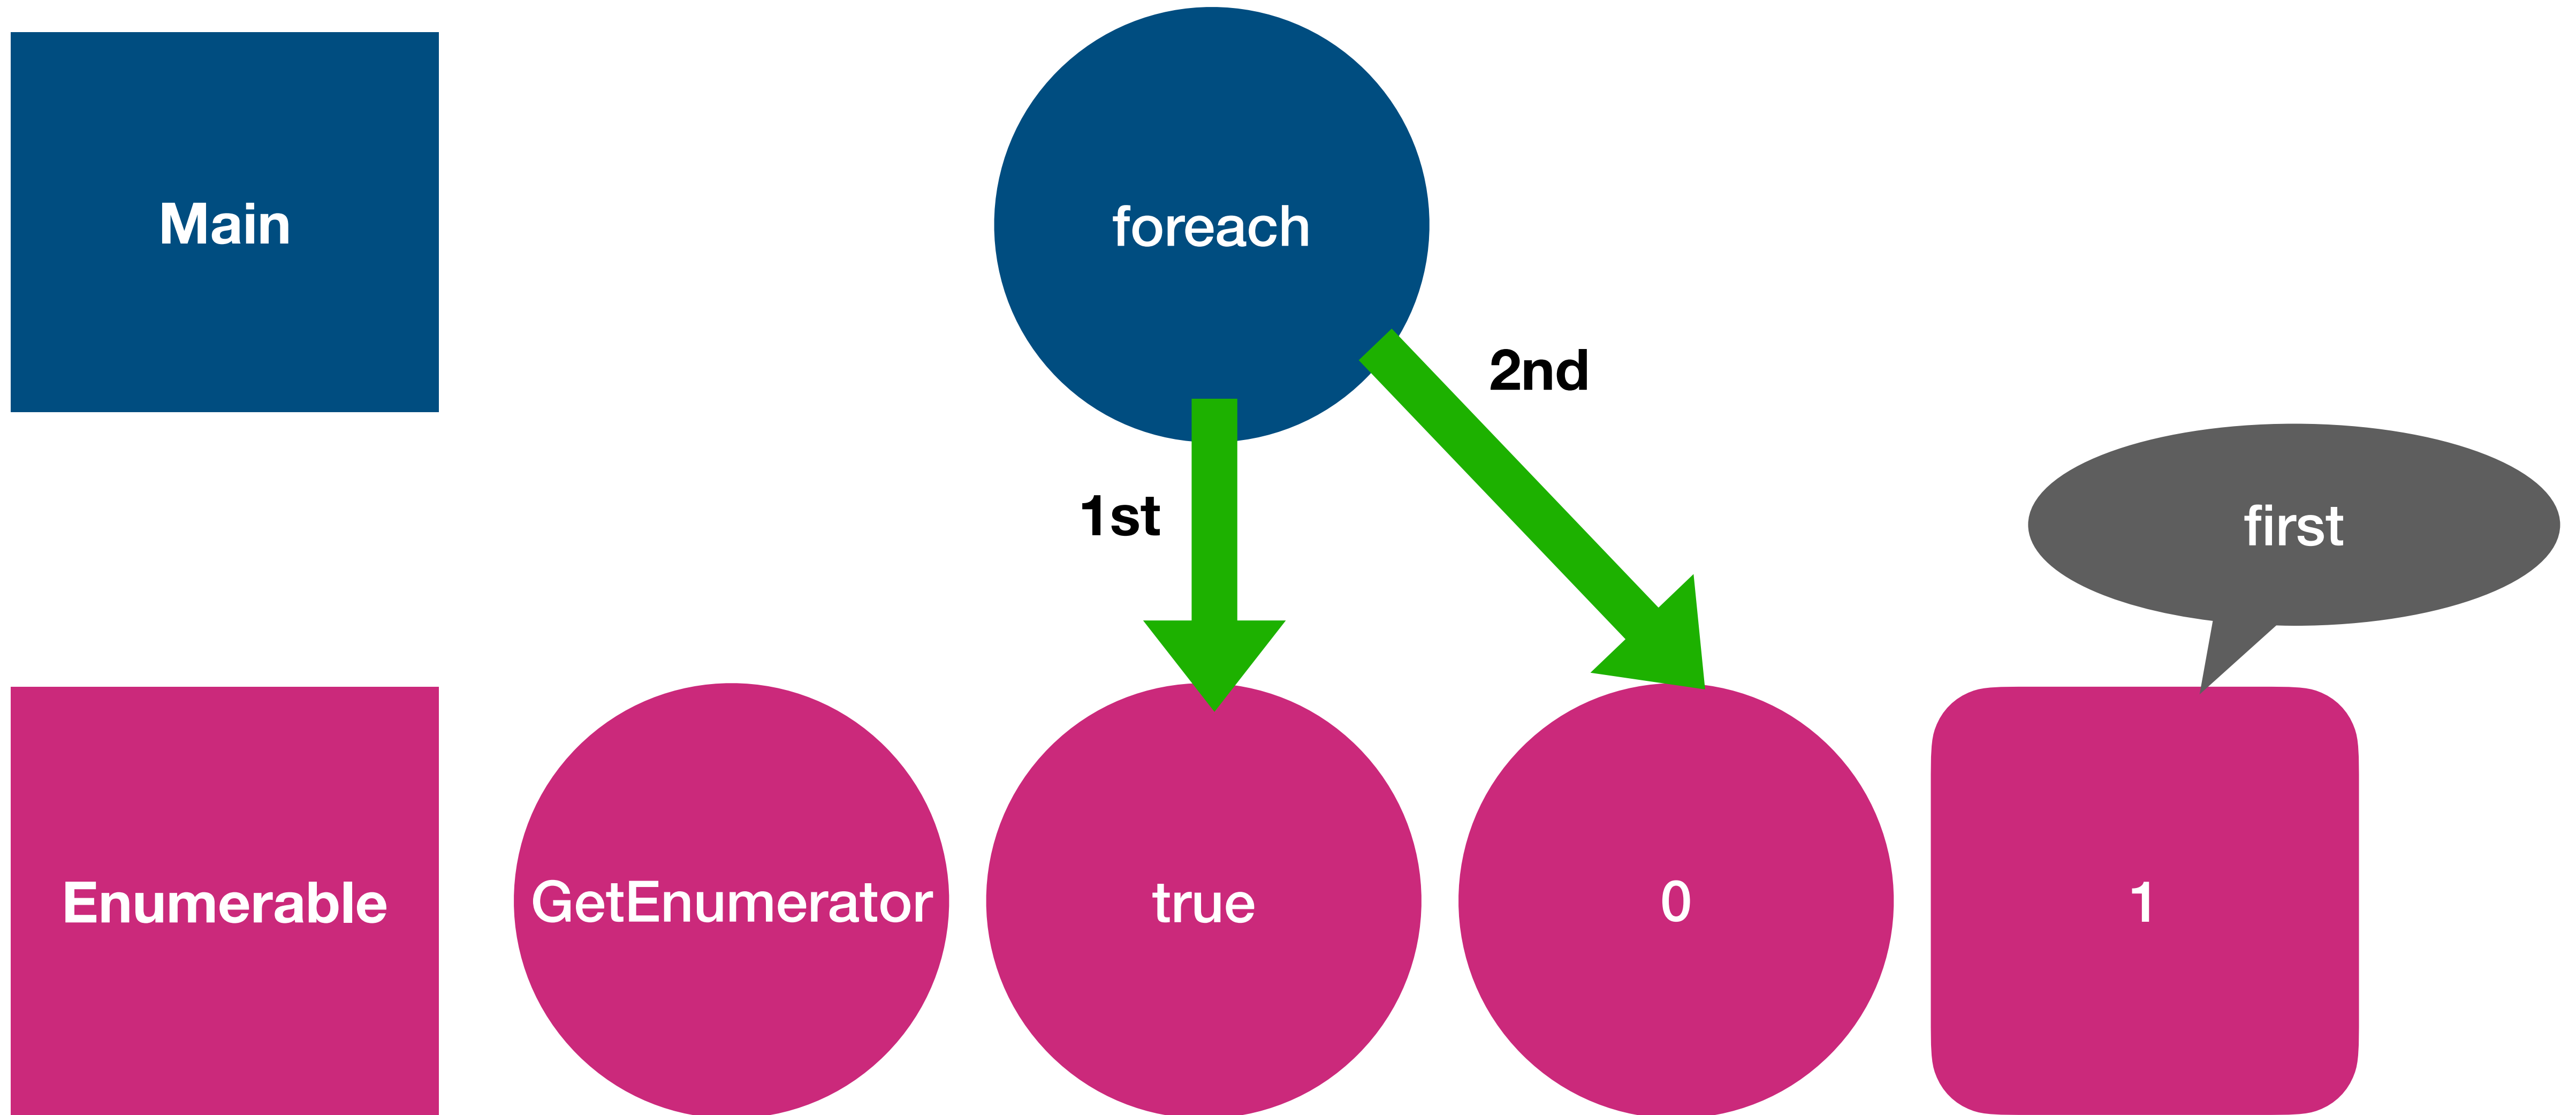 Main
foreach
2nd
1st
first
Enumerable
GetEnumerator
true
0
1